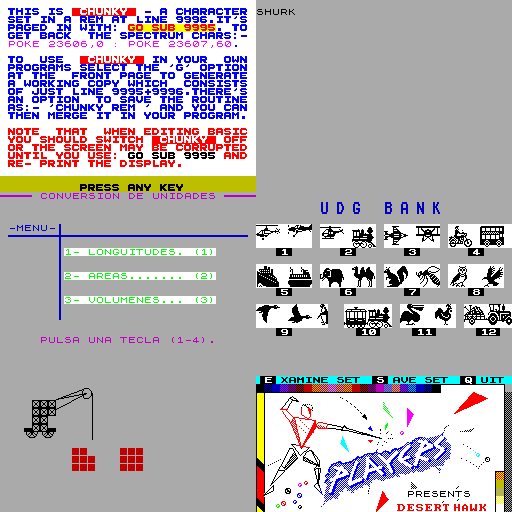 THIS IS CHUNKY - A CHARACTER
SET IN A REM AT LINE 9996.IT'S
PAGED IN WITH: GO SUB 9995. TO
GET BACK THE SPECTRUM CHARS:-
POKE 23606,0 : POKE 23607,60.
TO USE CHUNKY IN YOUR OWN
PROGRAMS SELECT THE 'G' OPTION
AT THE FRONT PAGE TO GENERATE
A WORKING COPY WHICH CONSISTS
OF JUST LINE 9995+9996.THERE'S
AN OPTION TO SAVE THE ROUTINE
AS:- 'CHUNKY REM' AND YOU CAN
THEN MERGE IT IN YOUR PROGRAM.
NOTE THAT WHEN EDITING BASIC
YOU SHOULD SWITCH CHUNKY OFF
OR THE SCREEN MAY BE CORRUPTED
UNTIL YOU USE: GO SUB 9995 AND
RE- PRINT THE DISPLAY.
PRESS ANY KEY
SHURK
CONVERSION DE UNIDADES
-MENU-
1- LONGUITUDES. (1)
2- AREAS....... (2)
3- VOLUMENES... (3)
PULSA UNA TECLA (1-4).
UDG BANK
1 2 3 4
5 6 7 8
9 10 11 12
E XAMINE SET S AVE SET Q UIT
PLAYERS
PRESENTS
DESERT HAWK